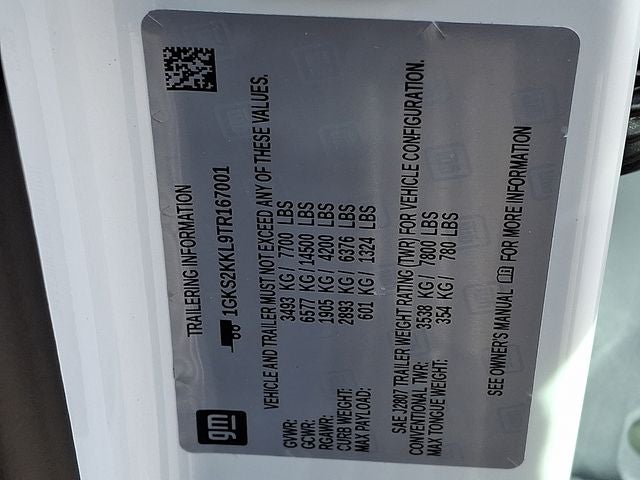 gm
TRAILERING INFORMATION
1GKS2KKL9TR167001
VEHICLE AND TRAILER MUST NOT EXCEED ANY OF THESE VALUES.
GVWR: 3493 KG / 7700 LBS
GCWR: 6577 KG / 14500 LBS
RGAWR: 1905 KG / 4200 LBS
CURB WEIGHT: 2893 KG / 6376 LBS
MAX PAYLOAD: 601 KG / 1324 LBS
SAE J2807 TRAILER WEIGHT RATING (TWR) FOR VEHICLE CONFIGURATION.
CONVENTIONAL TWR: 3538 KG / 7800 LBS
MAX TONGUE WEIGHT: 354 KG / 780 LBS
SEE OWNER'S MANUAL FOR MORE INFORMATION